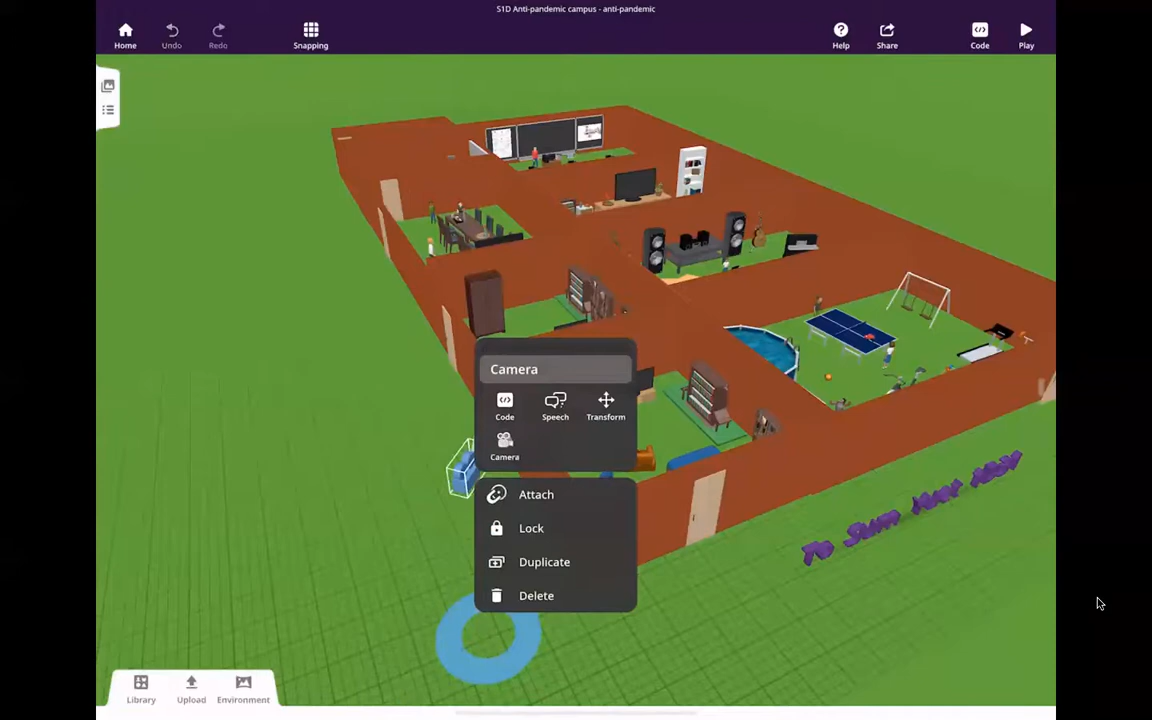 S1D Anti-pandemic campus - anti-pandemic
Home
Undo
Redo
Snapping
Help
Share
Code
Play
Camera
Code
Speech
Transform
Camera
Attach
Lock
Duplicate
Delete
Library
Upload
Environment